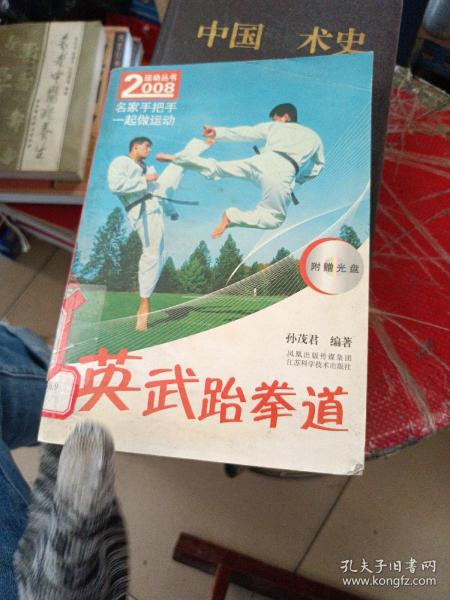 中国 术史
运动丛书
2008
名家手把手
一起做运动
附赠光盘
孙茂君 编著
凤凰出版传媒集团
江苏科学技术出版社
英武跆拳道
孔夫子旧书网
www.kongfz.com